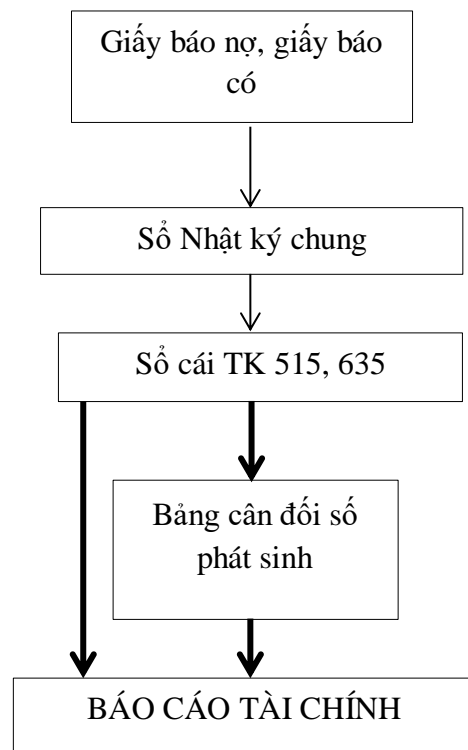 Giấy báo nợ, giấy báo
có
Sổ Nhật ký chung
Sổ cái TK 515, 635
Bảng cân đối số
phát sinh
BÁO CÁO TÀI CHÍNH